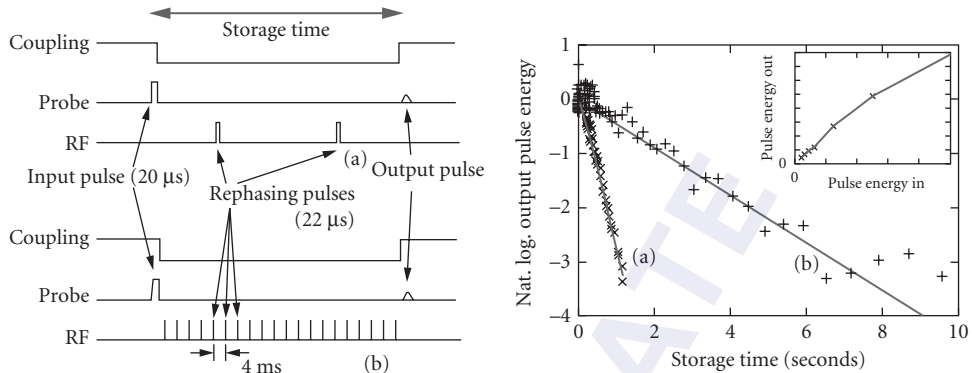 Storage time
Coupling
Probe
RF
(a)
Input pulse (20 μs)
Rephasing pulses
(22 μs)
Output pulse
Coupling
Probe
RF
4 ms
(b)
Nat. log. output pulse energy
1
0
−1
−2
−3
−4
0 2 4 6 8 10
Storage time (seconds)
(a)
(b)
Pulse energy out
0
Pulse energy in
ATE